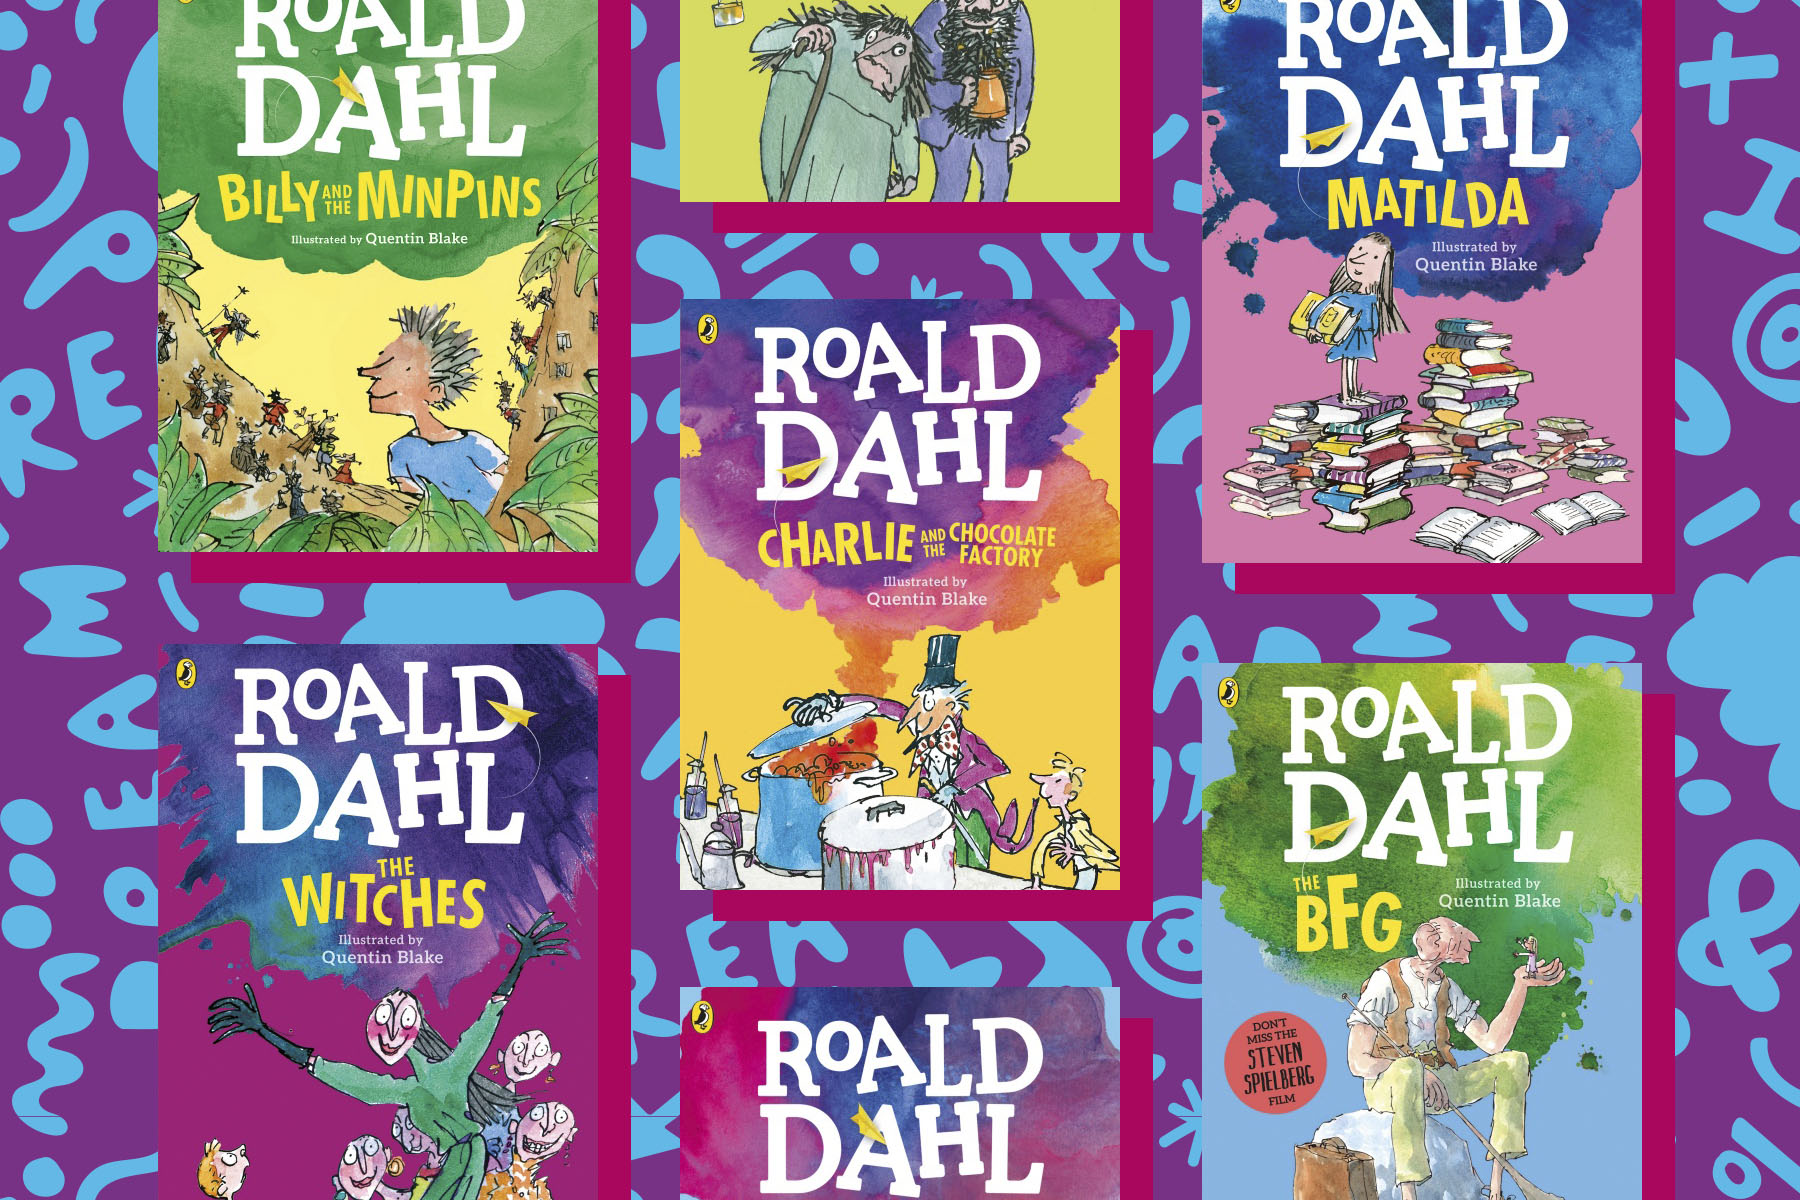 ROALD
DAHL
BILLY AND THE MINPINS
Illustrated by Quentin Blake
ROALD
DAHL
THE
WITCHES
Illustrated by
Quentin Blake
ROALD
DAHL
CHARLIE AND THE CHOCOLATE FACTORY
Illustrated by
Quentin Blake
ROALD
DAHL
ROALD
DAHL
MATILDA
Illustrated by
Quentin Blake
ROALD
DAHL
THE
BFG
Illustrated by
Quentin Blake
DON'T
MISS THE
STEVEN
SPIELBERG
FILM